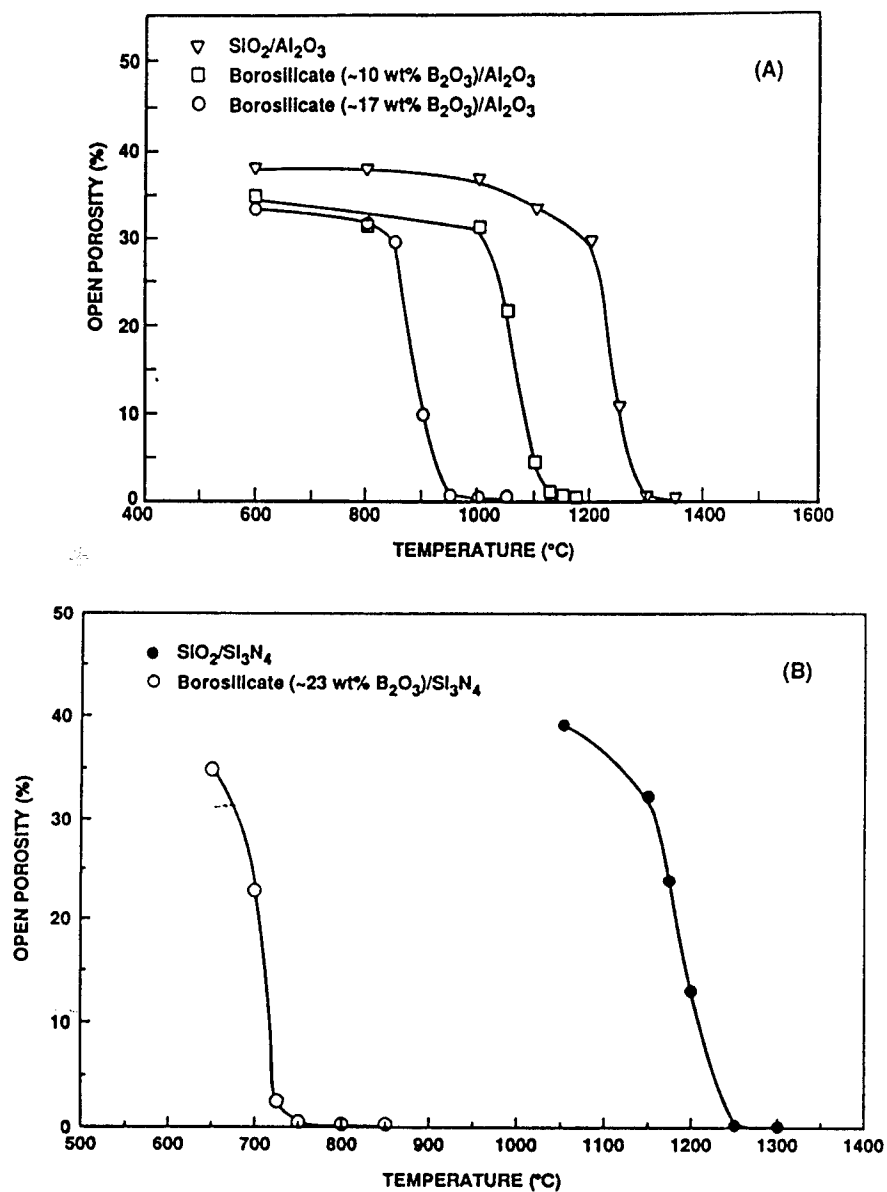 (A)
SiO₂/Al₂O₃
Borosilicate (~10 wt% B₂O₃)/Al₂O₃
Borosilicate (~17 wt% B₂O₃)/Al₂O₃
OPEN POROSITY (%)
50
40
30
20
10
0
400 600 800 1000 1200 1400 1600
TEMPERATURE (°C)
(B)
SiO₂/Si₃N₄
Borosilicate (~23 wt% B₂O₃)/Si₃N₄
OPEN POROSITY (%)
50
40
30
20
10
0
500 600 700 800 900 1000 1100 1200 1300 1400
TEMPERATURE (°C)